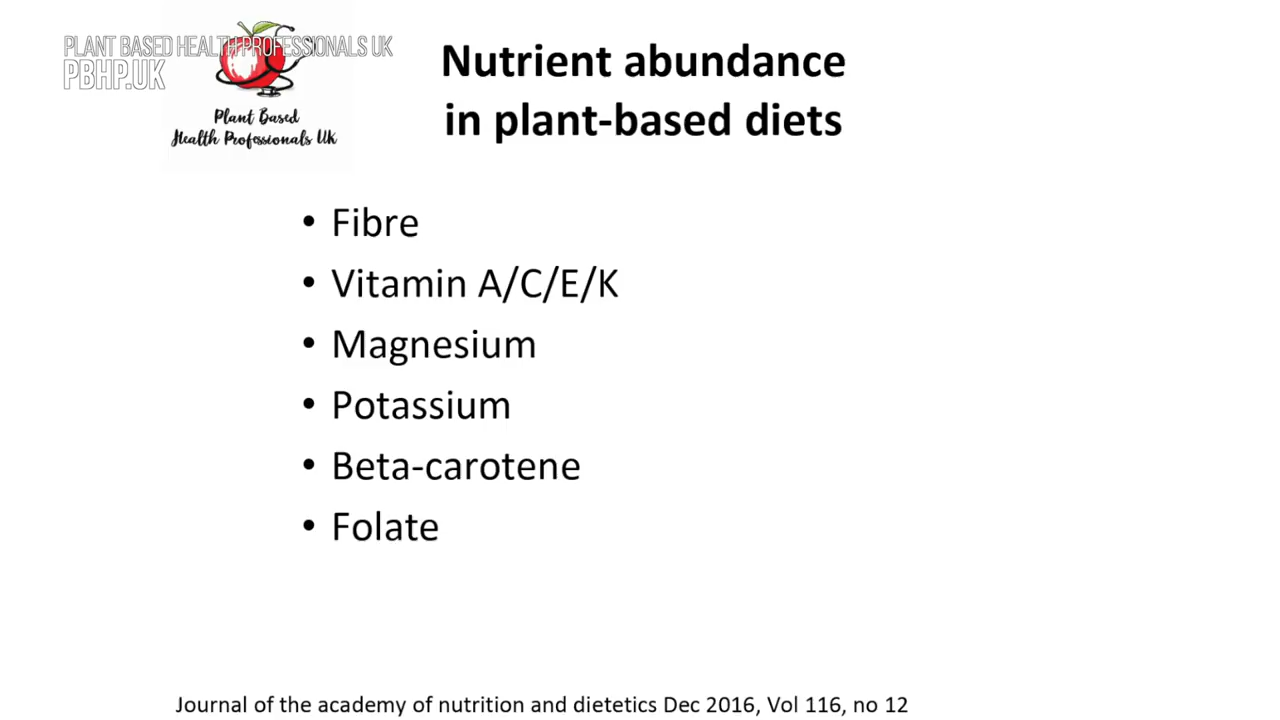 PLANT BASED HEALTH PROFESSIONALS UK
PBHP.UK
Plant Based
Health Professionals UK
Nutrient abundance
in plant-based diets
• Fibre
• Vitamin A/C/E/K
• Magnesium
• Potassium
• Beta-carotene
• Folate
Journal of the academy of nutrition and dietetics Dec 2016, Vol 116, no 12